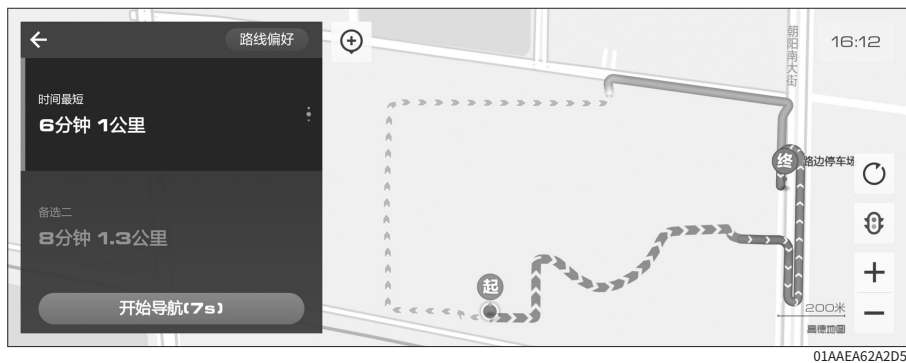 路线偏好
时间最短
6分钟 1公里
备选二
8分钟 1.3公里
开始导航(7s)
朝阳南大街
16:12
终
路边停车场
起
200米
高德地图
01AAEA62A2D5